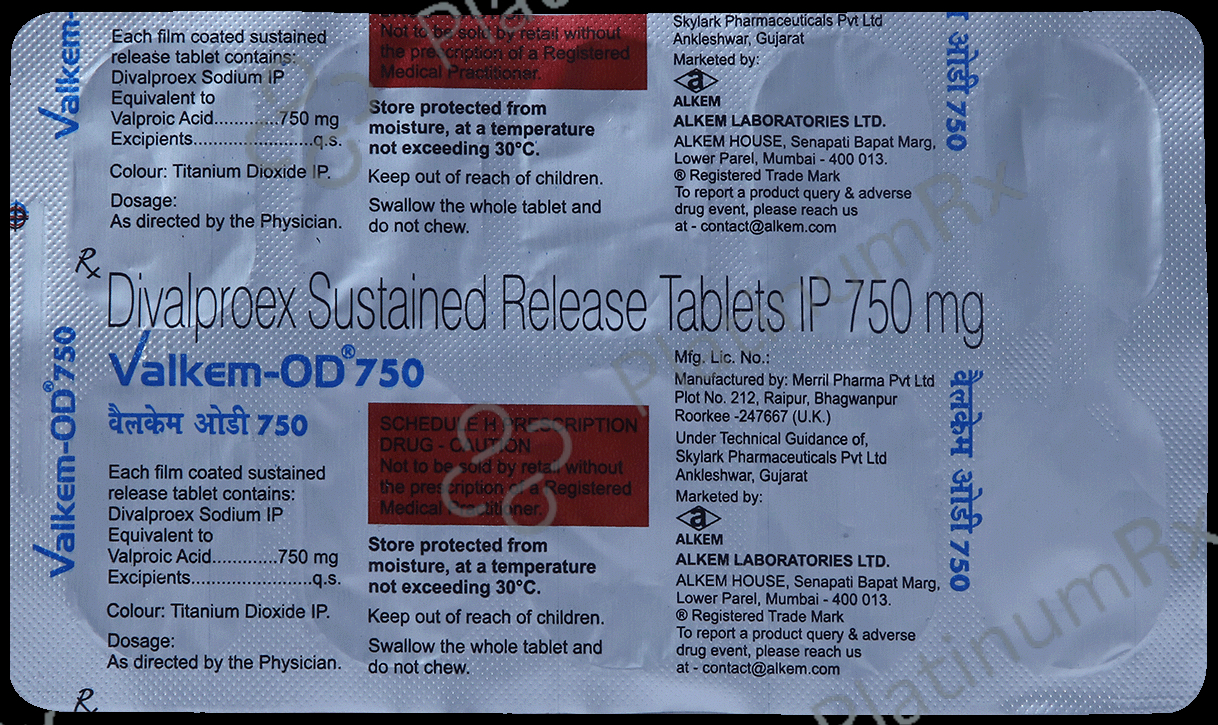 Valkem-
Each film coated sustained
release tablet contains:
Divalproex Sodium IP
Equivalent to
Valproic Acid.............750 mg
Excipients........................q.s.
Colour: Titanium Dioxide IP.
Dosage:
As directed by the Physician.
Not to be sold by retail without
the prescription of a Registered
Medical Practitioner.
Store protected from
moisture, at a temperature
not exceeding 30°C.
Keep out of reach of children.
Swallow the whole tablet and
do not chew.
Skylark Pharmaceuticals Pvt Ltd
Ankleshwar, Gujarat
Marketed by:
a
ALKEM
ALKEM LABORATORIES LTD.
ALKEM HOUSE, Senapati Bapat Marg,
Lower Parel, Mumbai - 400 013.
® Registered Trade Mark
To report a product query & adverse
drug event, please reach us
at - contact@alkem.com
ओडी 750
Rx
Divalproex Sustained Release Tablets IP 750 mg
Valkem-OD® 750
वैलकेम ओडी 750
Valkem-OD® 750
Each film coated sustained
release tablet contains:
Divalproex Sodium IP
Equivalent to
Valproic Acid.............750 mg
Excipients........................q.s.
Colour: Titanium Dioxide IP.
Dosage:
As directed by the Physician.
SCHEDULE H PRESCRIPTION
DRUG - CAUTION
Not to be sold by retail without
the prescription of a Registered
Medical Practitioner.
Store protected from
moisture, at a temperature
not exceeding 30°C.
Keep out of reach of children.
Swallow the whole tablet and
do not chew.
Mfg. Lic. No.:
Manufactured by: Merril Pharma Pvt Ltd
Plot No. 212, Raipur, Bhagwanpur
Roorkee -247667 (U.K.)
Under Technical Guidance of,
Skylark Pharmaceuticals Pvt Ltd
Ankleshwar, Gujarat
Marketed by:
a
ALKEM
ALKEM LABORATORIES LTD.
ALKEM HOUSE, Senapati Bapat Marg,
Lower Parel, Mumbai - 400 013.
® Registered Trade Mark
To report a product query & adverse
drug event, please reach us
at - contact@alkem.com
वैलकेम ओडी 750
Rx
PlatinumRx
PlatinumRx